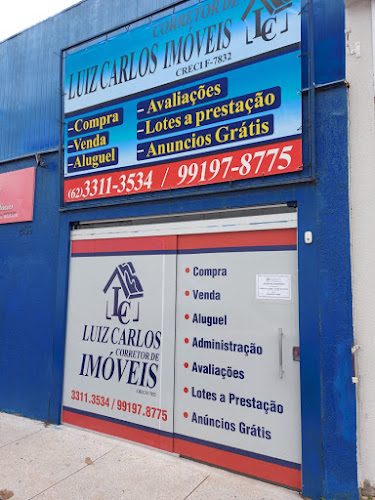 CORRETOR DE
LUIZ CARLOS IMÓVEIS
LC
CRECI F-7832
-Compra
-Venda
-Aluguel
- Avaliações
- Lotes a prestação
- Anuncios Grátis
(62) 3311-3534 / 99197-8775
LC
LUIZ CARLOS
CORRETOR DE
IMÓVEIS
3311.3534 / 99197.8775
• Compra
• Venda
• Aluguel
• Administração
• Avaliações
• Lotes a Prestação
• Anúncios Grátis